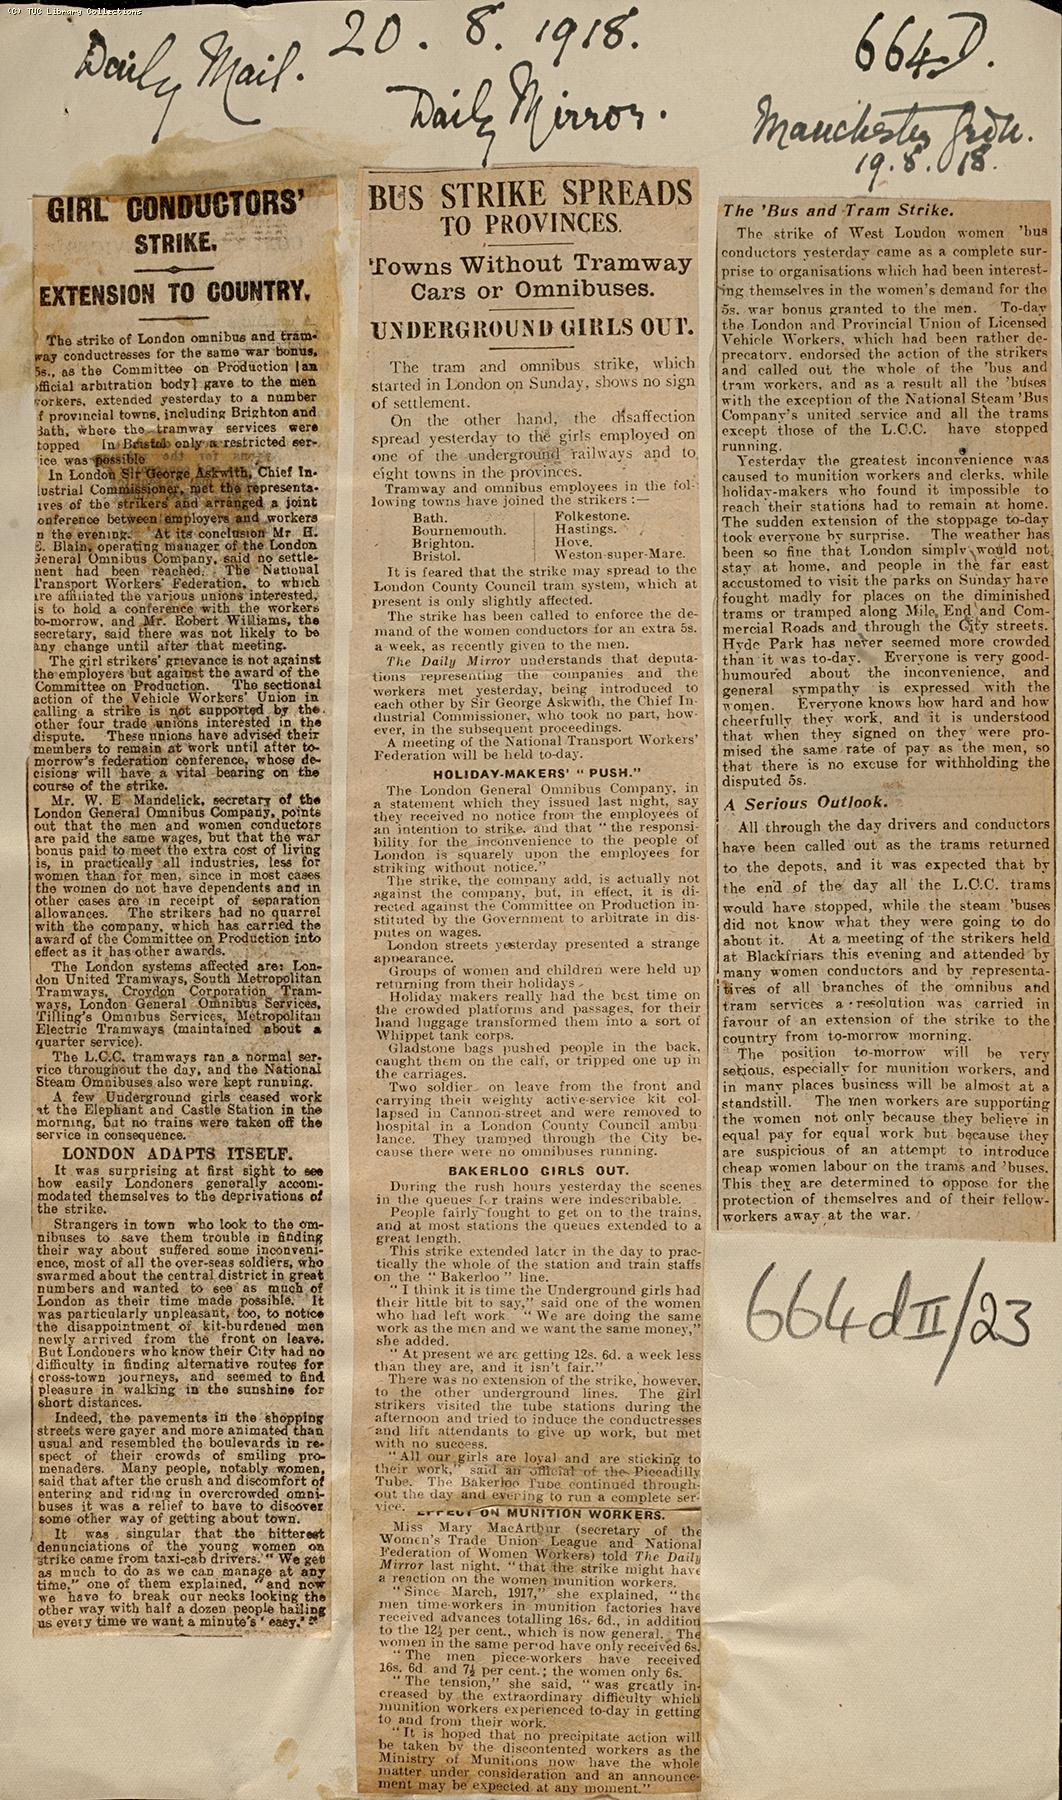 (C) TUC Library Collections
Daily Mail. 20. 8. 1918.
664D.
Daily Mirror.
Manchester Grdn.
19. 8. 18.
GIRL CONDUCTORS'
STRIKE.
EXTENSION TO COUNTRY.
The strike of London omnibus and tram-
way conductresses for the same war bonus,
5s., as the Committee on Production [an
official arbitration body] gave to the men
workers, extended yesterday to a number
of provincial towns, including Brighton and
Bath, where the tramway services were
stopped In Bristol only a restricted ser-
vice was possible
In London Sir George Askwith, Chief In-
dustrial Commissioner, met the representa-
tives of the strikers and arranged a joint
conference between employers and workers
in the evening. At its conclusion Mr H.
E. Blain, operating manager of the London
General Omnibus Company, said no settle-
ment had been reached. The National
Transport Workers' Federation, to which
are affiliated the various unions interested,
is to hold a conference with the workers
to-morrow, and Mr. Robert Williams, the
secretary, said there was not likely to be
any change until after that meeting.
The girl strikers' grievance is not against
the employers but against the award of the
Committee on Production. The sectional
action of the Vehicle Workers' Union in
calling a strike is not supported by the
other four trade unions interested in the
dispute. These unions have advised their
members to remain at work until after to-
morrow's federation conference, whose de-
cisions will have a vital bearing on the
course of the strike.
Mr. W. E Mandelick, secretary of the
London General Omnibus Company, points
out that the men and women conductors
are paid the same wages, but that the war
bonus paid to meet the extra cost of living
is, in practically all industries, less for
women than for men, since in most cases
the women do not have dependents and in
other cases are in receipt of separation
allowances. The strikers had no quarrel
with the company, which has carried the
award of the Committee on Production into
effect as it has other awards.
The London systems affected are: Lon-
don United Tramways, South Metropolitan
Tramways, Croydon Corporation Tram-
ways, London General Omnibus Services,
Tilling's Omnibus Services, Metropolitan
Electric Tramways (maintained about a
quarter service).
The L.C.C. tramways ran a normal ser-
vice throughout the day, and the National
Steam Omnibuses also were kept running.
A few Underground girls ceased work
at the Elephant and Castle Station in the
morning, but no trains were taken off the
service in consequence.
LONDON ADAPTS ITSELF.
It was surprising at first sight to see
how easily Londoners generally accom-
modated themselves to the deprivations of
the strike.
Strangers in town who look to the om-
nibuses to save them trouble in finding
their way about suffered some inconveni-
ence, most of all the over-seas soldiers, who
swarmed about the central district in great
numbers and wanted to see as much of
London as their time made possible. It
was particularly unpleasant, too, to notice
the disappointment of kit-burdened men
newly arrived from the front on leave.
But Londoners who know their City had no
difficulty in finding alternative routes for
cross-town journeys, and seemed to find
pleasure in walking in the sunshine for
short distances.
Indeed, the pavements in the shopping
streets were gayer and more animated than
usual and resembled the boulevards in re-
spect of their crowds of smiling pro-
menaders. Many people, notably women,
said that after the crush and discomfort of
entering and riding in overcrowded omni-
buses it was a relief to have to discover
some other way of getting about town.
It was singular that the bitterest
denunciations of the young women on
strike came from taxi-cab drivers. "We get
as much to do as we can manage at any
time," one of them explained, "and now
we have to break our necks looking the
other way with half a dozen people hailing
us every time we want a minute's 'easy.'"
BUS STRIKE SPREADS
TO PROVINCES.
Towns Without Tramway
Cars or Omnibuses.
UNDERGROUND GIRLS OUT.
The tram and omnibus strike, which
started in London on Sunday, shows no sign
of settlement.
On the other hand, the disaffection
spread yesterday to the girls employed on
one of the underground railways and to
eight towns in the provinces.
Tramway and omnibus employees in the fol-
lowing towns have joined the strikers:—
Bath. Folkestone.
Bournemouth. Hastings.
Brighton. Hove.
Bristol. Weston-super-Mare.
It is feared that the strike may spread to the
London County Council tram system, which at
present is only slightly affected.
The strike has been called to enforce the de-
mand of the women conductors for an extra 5s.
a week, as recently given to the men.
The Daily Mirror understands that deputa-
tions representing the companies and the
workers met yesterday, being introduced to
each other by Sir George Askwith, the Chief In-
dustrial Commissioner, who took no part, how-
ever, in the subsequent proceedings.
A meeting of the National Transport Workers'
Federation will be held to-day.
HOLIDAY-MAKERS' "PUSH."
The London General Omnibus Company, in
a statement which they issued last night, say
they received no notice from the employees of
an intention to strike, and that "the responsi-
bility for the inconvenience to the people of
London is squarely upon the employees for
striking without notice."
The strike, the company add, is actually not
against the company, but, in effect, it is di-
rected against the Committee on Production in-
stituted by the Government to arbitrate in dis-
putes on wages.
London streets yesterday presented a strange
appearance.
Groups of women and children were held up
returning from their holidays.
Holiday makers really had the best time on
the crowded platforms and passages, for their
hand luggage transformed them into a sort of
Whippet tank corps.
Gladstone bags pushed people in the back,
caught them on the calf, or tripped one up in
the carriages.
Two soldier on leave from the front and
carrying their weighty active-service kit col-
lapsed in Cannon-street and were removed to
hospital in a London County Council ambu-
lance. They tramped through the City be-
cause there were no omnibuses running.
BAKERLOO GIRLS OUT.
During the rush hours yesterday the scenes
in the queues for trains were indescribable.
People fairly fought to get on to the trains,
and at most stations the queues extended to a
great length.
This strike extended later in the day to prac-
tically the whole of the station and train staffs
on the "Bakerloo" line.
"I think it is time the Underground girls had
their little bit to say," said one of the women
who had left work "We are doing the same
work as the men and we want the same money,"
she added.
"At present we are getting 12s. 6d. a week less
than they are, and it isn't fair."
There was no extension of the strike, however,
to the other underground lines. The girl
strikers visited the tube stations during the
afternoon and tried to induce the conductresses
and lift attendants to give up work, but met
with no success.
"All our girls are loyal and are sticking to
their work," said an official of the Piccadilly
Tube. The Bakerloo Tube continued through-
out the day and evening to run a complete ser-
vice.
EFFECT ON MUNITION WORKERS.
Miss Mary MacArthur (secretary of the
Women's Trade Union League and National
Federation of Women Workers) told The Daily
Mirror last night, "that the strike might have
a reaction on the women munition workers.
"Since March, 1917," she explained, "the
men time-workers in munition factories have
received advances totalling 16s. 6d., in addition
to the 12½ per cent., which is now general. The
women in the same period have only received 6s.
"The men piece-workers have received
16s. 6d. and 7½ per cent.; the women only 6s.
"The tension," she said, "was greatly in-
creased by the extraordinary difficulty which
munition workers experienced to-day in getting
to and from their work.
"It is hoped that no precipitate action will
be taken by the discontented workers as the
Ministry of Munitions now have the whole
matter under consideration and an announce-
ment may be expected at any moment."
The 'Bus and Tram Strike.
The strike of West London women 'bus
conductors yesterday came as a complete sur-
prise to organisations which had been interest-
ing themselves in the women's demand for the
5s. war bonus granted to the men. To-day
the London and Provincial Union of Licensed
Vehicle Workers, which had been rather de-
precatory, endorsed the action of the strikers
and called out the whole of the 'bus and
tram workers, and as a result all the 'buses
with the exception of the National Steam 'Bus
Company's united service and all the trams
except those of the L.C.C. have stopped
running.
Yesterday the greatest inconvenience was
caused to munition workers and clerks, while
holiday-makers who found it impossible to
reach their stations had to remain at home.
The sudden extension of the stoppage to-day
took everyone by surprise. The weather has
been so fine that London simply would not
stay at home, and people in the far east
accustomed to visit the parks on Sunday have
fought madly for places on the diminished
trams or tramped along Mile End and Com-
mercial Roads and through the City streets.
Hyde Park has never seemed more crowded
than it was to-day. Everyone is very good-
humoured about the inconvenience, and
general sympathy is expressed with the
women. Everyone knows how hard and how
cheerfully they work, and it is understood
that when they signed on they were pro-
mised the same rate of pay as the men, so
that there is no excuse for withholding the
disputed 5s.
A Serious Outlook.
All through the day drivers and conductors
have been called out as the trams returned
to the depots, and it was expected that by
the end of the day all the L.C.C. trams
would have stopped, while the steam 'buses
did not know what they were going to do
about it. At a meeting of the strikers held
at Blackfriars this evening and attended by
many women conductors and by representa-
tives of all branches of the omnibus and
tram services a resolution was carried in
favour of an extension of the strike to the
country from to-morrow morning.
The position to-morrow will be very
serious, especially for munition workers, and
in many places business will be almost at a
standstill. The men workers are supporting
the women not only because they believe in
equal pay for equal work but because they
are suspicious of an attempt to introduce
cheap women labour on the trams and 'buses.
This they are determined to oppose for the
protection of themselves and of their fellow-
workers away at the war.
664dII/23